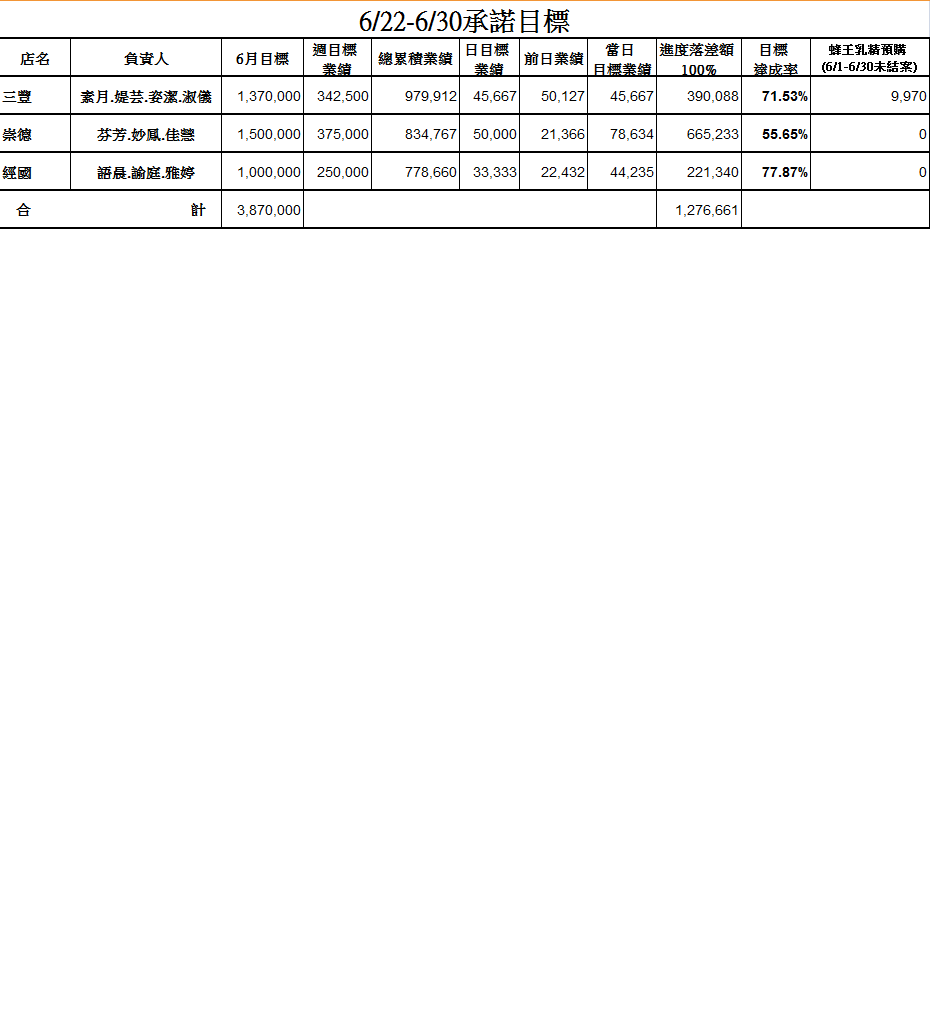 6/22-6/30承諾目標
店名 負責人 6月目標 週目標業績 總累積業績 日目標業績 前日業績 當日目標業績 進度落差額100% 目標達成率 蜂王乳精預購(6/1-6/30未結案)
三豐 素月.媞芸.姿潔.淑儀 1,370,000 342,500 979,912 45,667 50,127 45,667 390,088 71.53% 9,970
崇德 芬芳.妙鳳.佳慧 1,500,000 375,000 834,767 50,000 21,366 78,634 665,233 55.65% 0
經國 語晨.諭庭.雅婷 1,000,000 250,000 778,660 33,333 22,432 44,235 221,340 77.87% 0
合 計 3,870,000 1,276,661